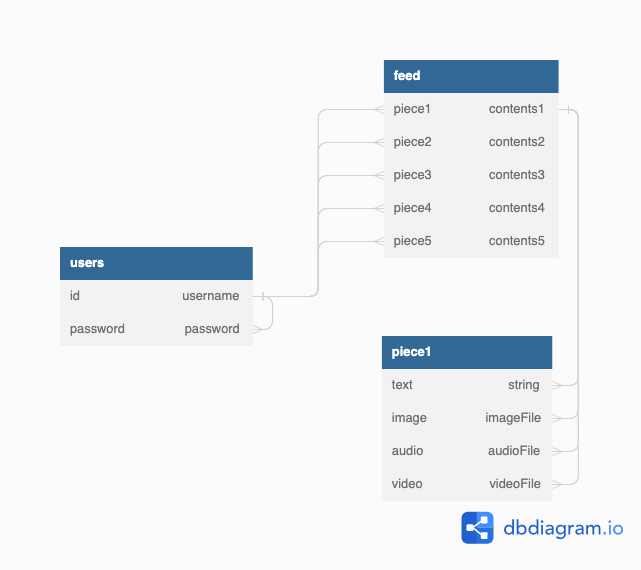 feed
piece1 contents1
piece2 contents2
piece3 contents3
piece4 contents4
piece5 contents5
users
id username
password password
piece1
text string
image imageFile
audio audioFile
video videoFile
dbdiagram.io